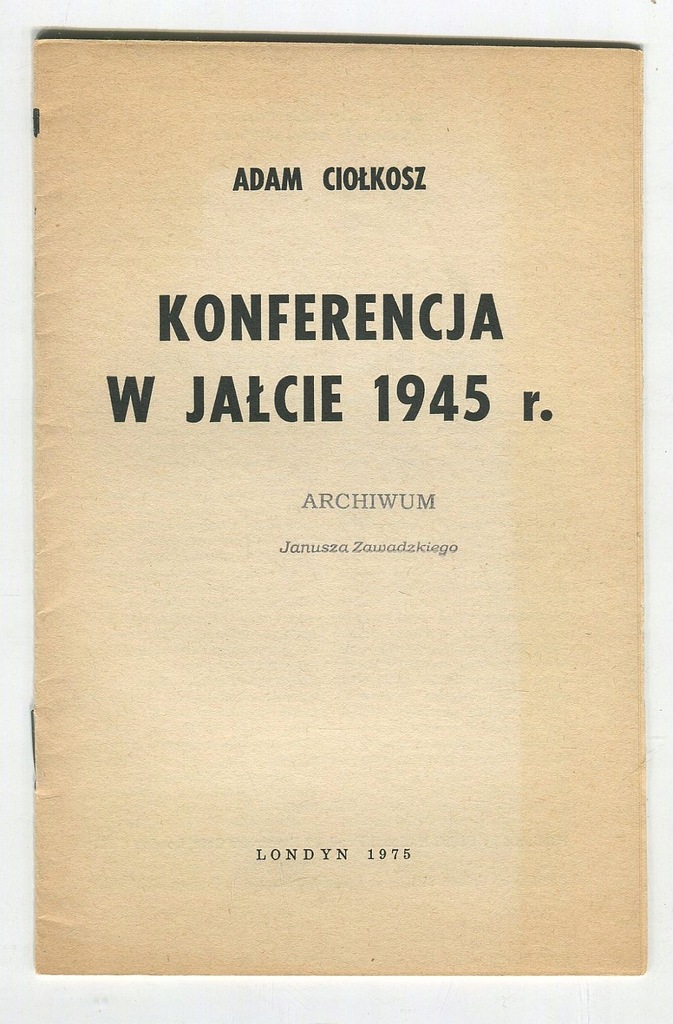 ADAM CIOŁKOSZ
KONFERENCJA
W JAŁCIE 1945 r.
ARCHIWUM
Janusza Zawadzkiego
LONDYN 1975